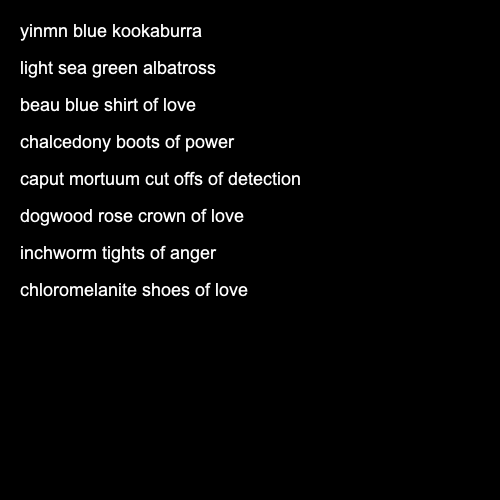 yinmn blue kookaburra
light sea green albatross
beau blue shirt of love
chalcedony boots of power
caput mortuum cut offs of detection
dogwood rose crown of love
inchworm tights of anger
chloromelanite shoes of love